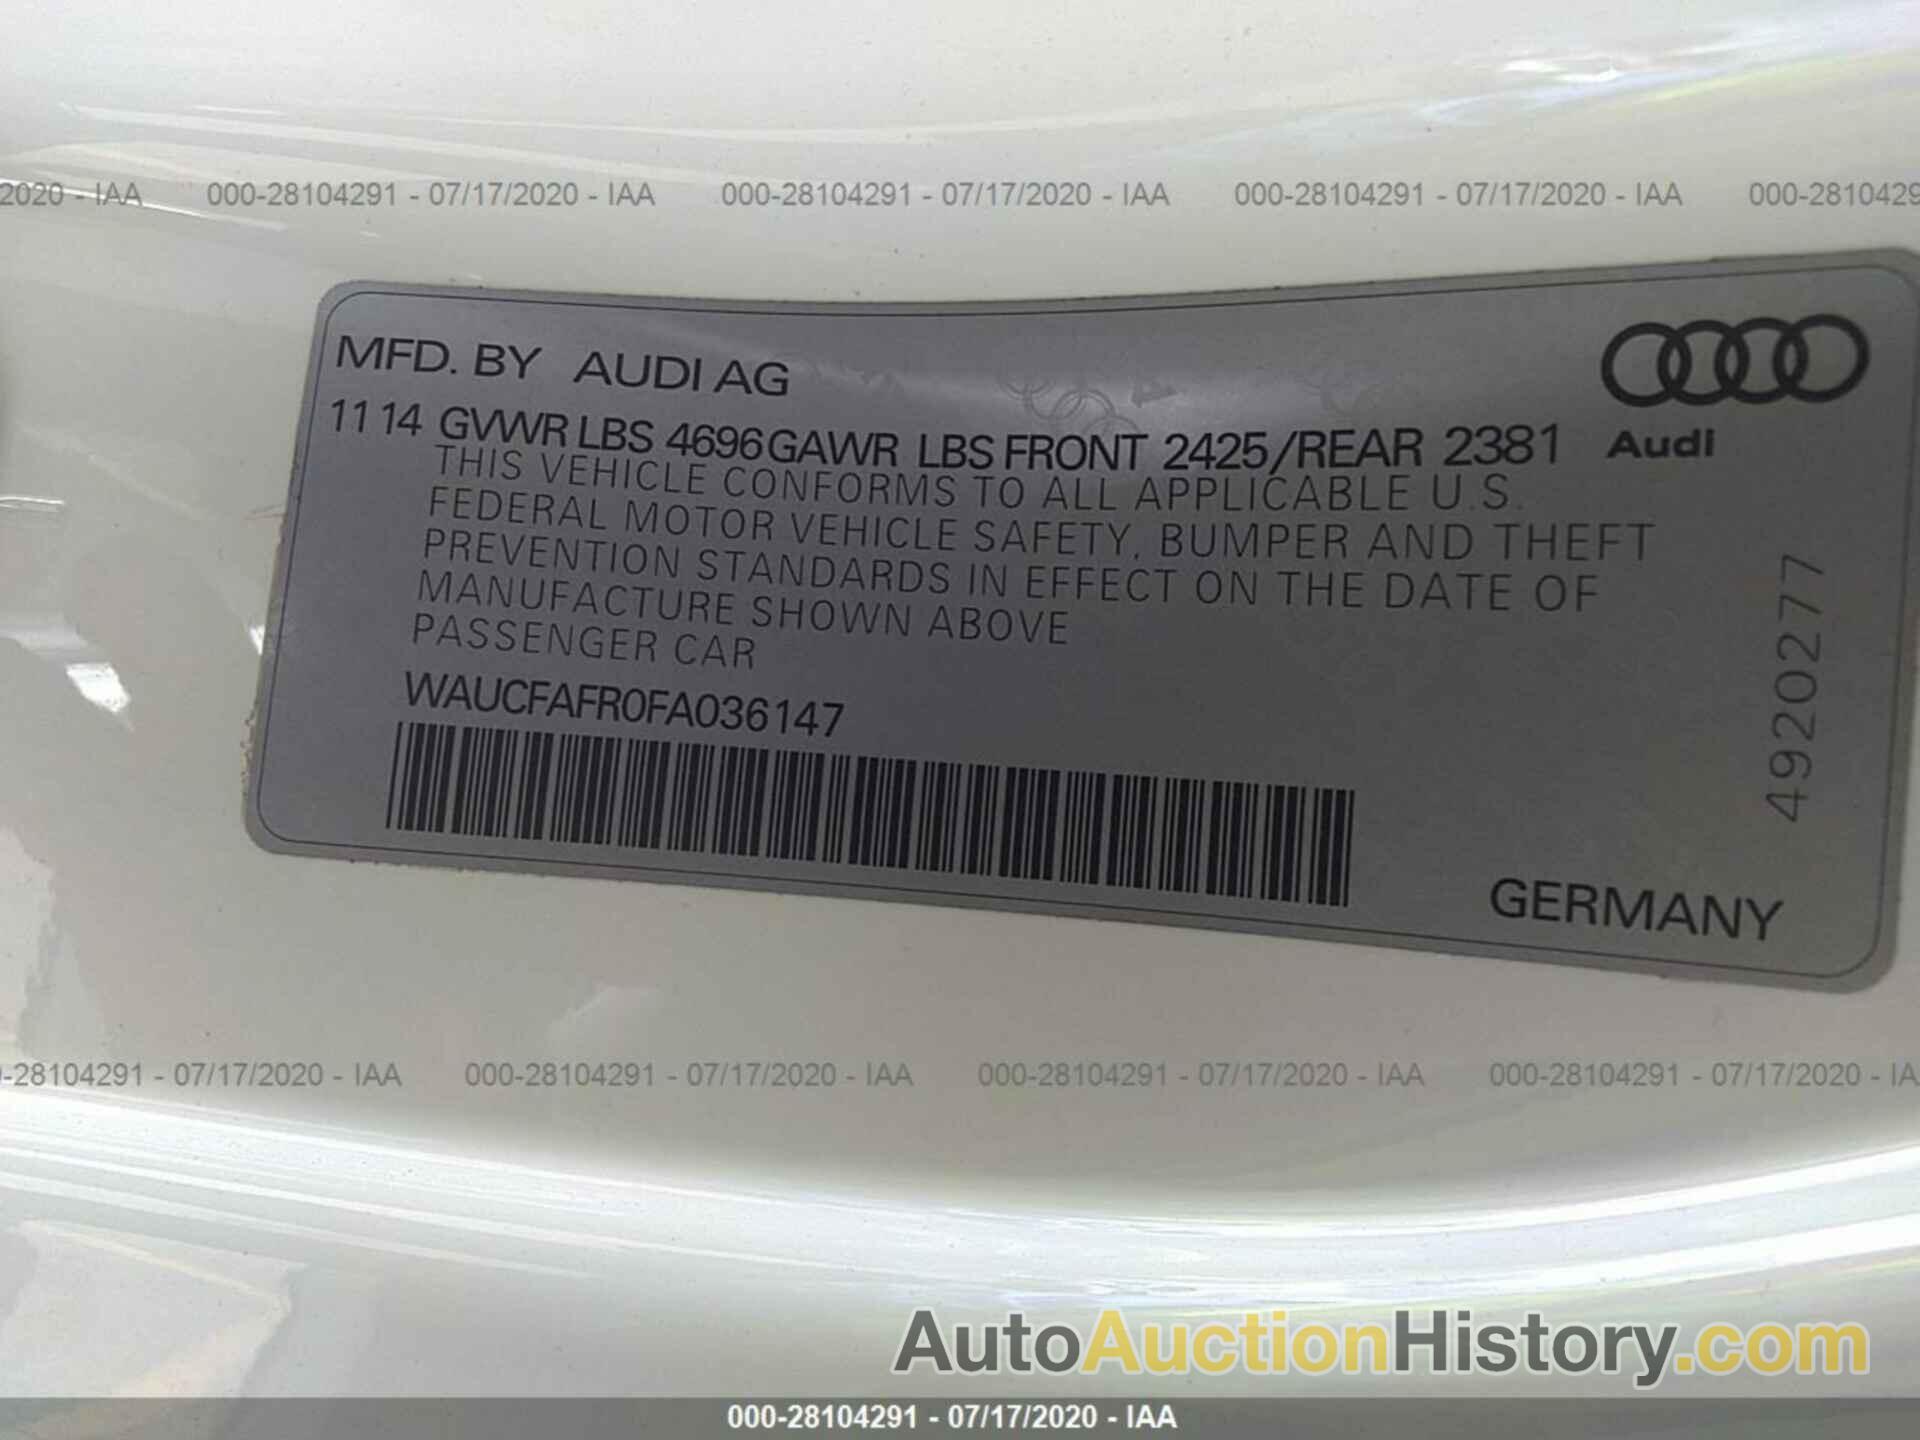 2020 - IAA 000-28104291 - 07/17/2020 - IAA 000-28104291 - 07/17/2020 - IAA 000-28104291 - 07/17/2020 - IAA 000-2810429
MFD. BY AUDI AG
11 14 GVWR LBS 4696 GAWR LBS FRONT 2425/REAR 2381 Audi
THIS VEHICLE CONFORMS TO ALL APPLICABLE U.S.
FEDERAL MOTOR VEHICLE SAFETY, BUMPER AND THEFT
PREVENTION STANDARDS IN EFFECT ON THE DATE OF
MANUFACTURE SHOWN ABOVE
PASSENGER CAR
WAUCFAFR0FA036147
492027​7
GERMANY
-28104291 - 07/17/2020 - IAA 000-28104291 - 07/17/2020 - IAA 000-28104291 - 07/17/2020 - IAA 000-28104291 - 07/17/2020 - IA
AutoAuctionHistory.com
000-28104291 - 07/17/2020 - IAA